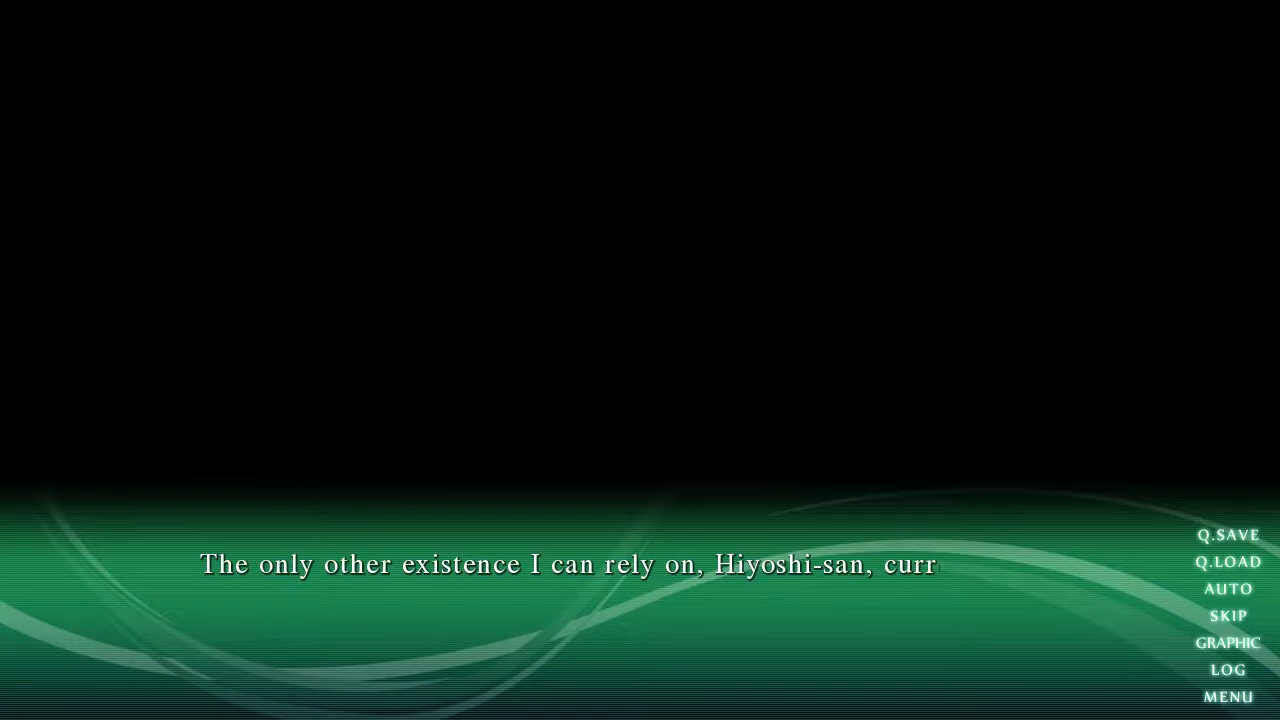 The only other existence I can rely on, Hiyoshi-san, curr
Q.SAVE
Q.LOAD
AUTO
SKIP
GRAPHIC
LOG
MENU